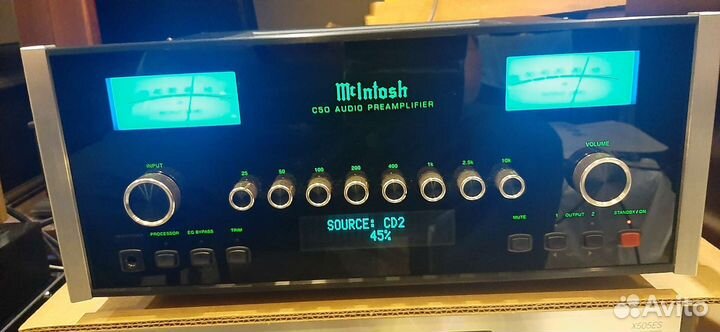 McIntosh
C50 AUDIO PREAMPLIFIER
INPUT
VOLUME
25 50 100 200 400 1k 2.5k 10k
SOURCE: CD2
45%
PROCESSOR EQ BYPASS TRIM
MUTE 1 OUTPUT 2 STANDBY/ON
Avito
X505ES